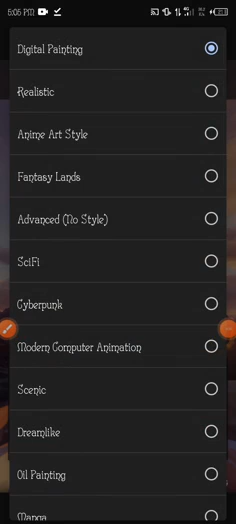 5:05 PM
Digital Painting
Realistic
Anime Art Style
Fantasy Lands
Advanced (No Style)
SciFi
Cyberpunk
Modern Computer Animation
Scenic
Dreamlike
Oil Painting
Manga